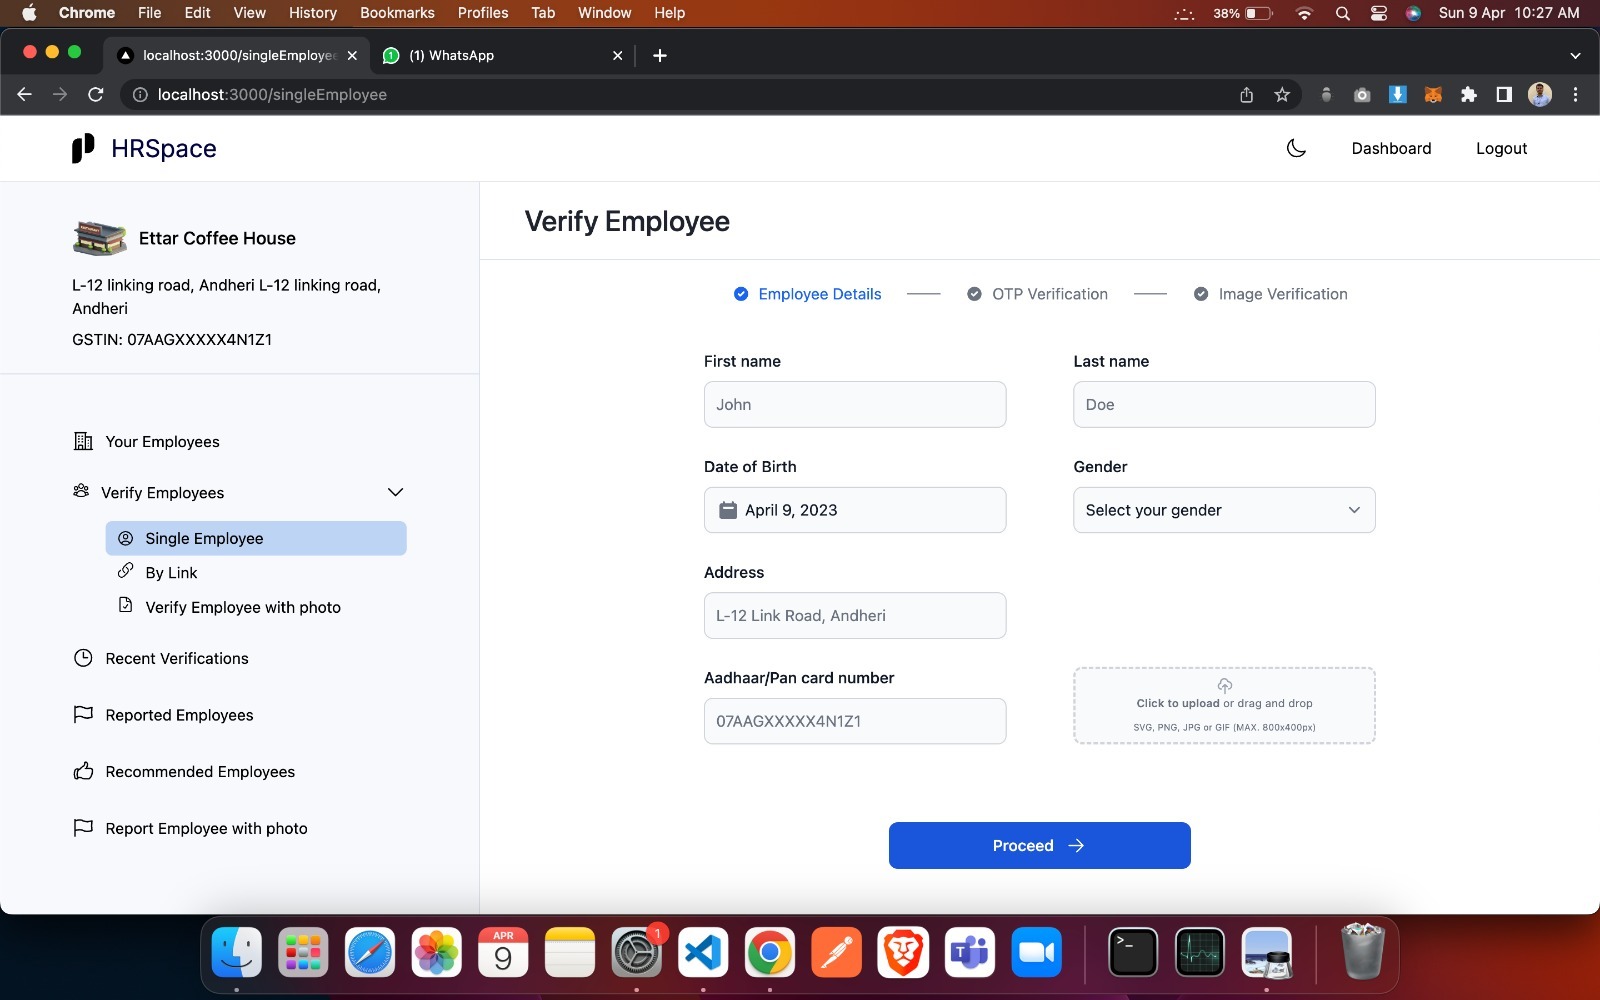 Chrome File Edit View History Bookmarks Profiles Tab Window Help 38% Sun 9 Apr 10:27 AM
localhost:3000/singleEmploye (1) WhatsApp
localhost:3000/singleEmployee
HRSpace Dashboard Logout
Ettar Coffee House
L-12 linking road, Andheri L-12 linking road,
Andheri
GSTIN: 07AAGXXXXX4N1Z1
Your Employees
Verify Employees
Single Employee
By Link
Verify Employee with photo
Recent Verifications
Reported Employees
Recommended Employees
Report Employee with photo
Verify Employee
Employee Details OTP Verification Image Verification
First name Last name
John Doe
Date of Birth Gender
April 9, 2023 Select your gender
Address
L-12 Link Road, Andheri
Aadhaar/Pan card number
07AAGXXXXX4N1Z1
Click to upload or drag and drop
SVG, PNG, JPG or GIF (MAX. 800x400px)
Proceed
APR
9
1